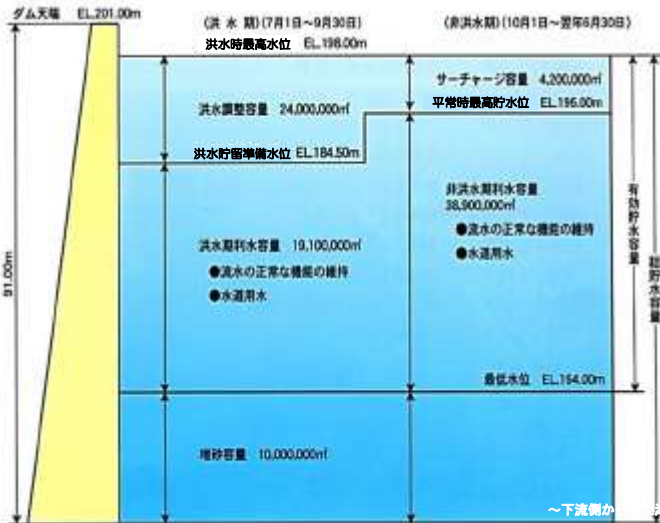 ダム天端 EL.201.00m
(洪 水 期)(7月1日～9月30日)
(非洪水期)(10月1日～翌年6月30日)
洪水時最高水位 EL.198.00m
サーチャージ容量 4,200,000㎥
平常時最高貯水位 EL.196.00m
洪水調整容量 24,000,000㎥
洪水貯留準備水位 EL.184.50m
非洪水期利水容量
38,900,000㎥
●流水の正常な機能の維持
●水道用水
洪水期利水容量 19,100,000㎥
●流水の正常な機能の維持
●水道用水
有効貯水容量
総貯水容量
91.00m
最低水位 EL.164.00m
堆砂容量 10,000,000㎥
～下流側か